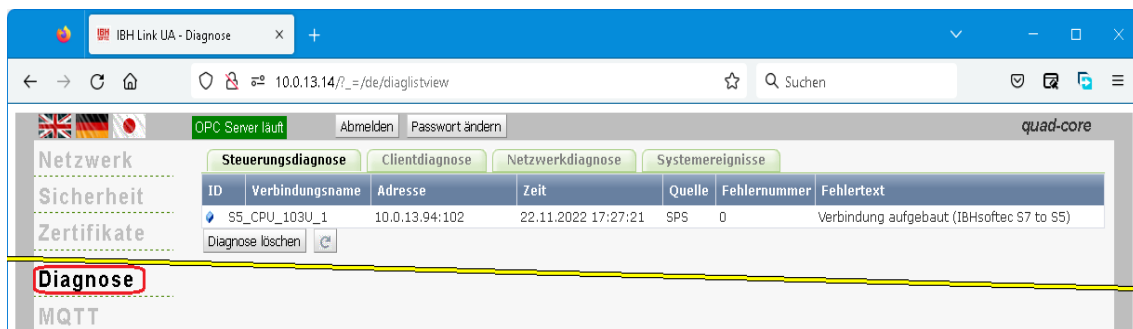 IBH Link UA - Diagnose
10.0.13.14/?_=/de/diaglistview
Suchen
OPC Server läuft
Abmelden
Passwort ändern
quad-core
Netzwerk
Sicherheit
Zertifikate
Diagnose
MQTT
Steuerungsdiagnose
Clientdiagnose
Netzwerkdiagnose
Systemereignisse
ID Verbindungsname Adresse Zeit Quelle Fehlernummer Fehlertext
S5_CPU_103U_1 10.0.13.94:102 22.11.2022 17:27:21 SPS 0 Verbindung aufgebaut (IBHsoftec S7 to S5)
Diagnose löschen